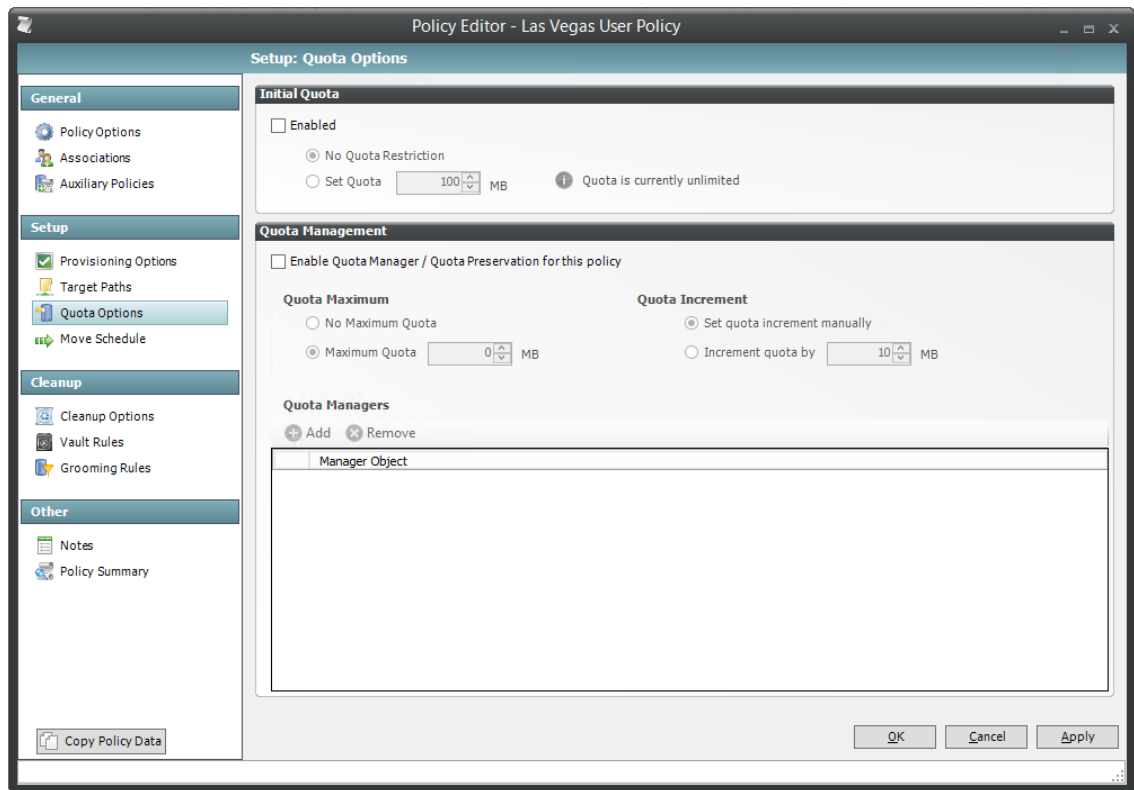 Policy Editor - Las Vegas User Policy
Setup: Quota Options
General
Policy Options
Associations
Auxiliary Policies
Setup
Provisioning Options
Target Paths
Quota Options
Move Schedule
Cleanup
Cleanup Options
Vault Rules
Grooming Rules
Other
Notes
Policy Summary
Copy Policy Data
Initial Quota
Enabled
No Quota Restriction
Set Quota 100 MB Quota is currently unlimited
Quota Management
Enable Quota Manager / Quota Preservation for this policy
Quota Maximum
No Maximum Quota
Maximum Quota 0 MB
Quota Increment
Set quota increment manually
Increment quota by 10 MB
Quota Managers
Add Remove
Manager Object
OK Cancel Apply